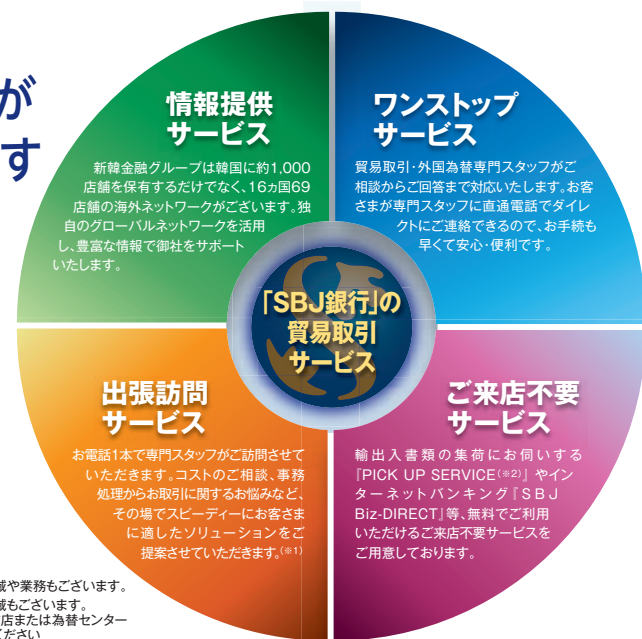 が
す
情報提供
サービス
新韓金融グループは韓国に約1,000
店舗を保有するだけでなく、16ヵ国69
店舗の海外ネットワークがございます。独
自のグローバルネットワークを活用
し、豊富な情報で御社をサポート
いたします。
ワンストップ
サービス
貿易取引・外国為替専門スタッフがご
相談からご回答まで対応いたします。お客
さまが専門スタッフに直通電話でダイレ
クトにご連絡できるので、お手続も
早くて安心・便利です。
「SBJ銀行」の
貿易取引
サービス
出張訪問
サービス
お電話1本で専門スタッフがご訪問させて
いただきます。コストのご相談、事務
処理からお取引に関するお悩みなど、
その場でスピーディーにお客さま
に適したソリューションをご
提案させていただきます。(※1)
ご来店不要
サービス
輸出入書類の集荷にお伺いする
『PICK UP SERVICE(※2)』やイン
ターネットバンキング『SBJ
Biz-DIRECT』等、無料でご利用
いただけるご来店不要サービスを
ご用意しております。
域や業務もございます。
域もございます。
店または為替センター
ください